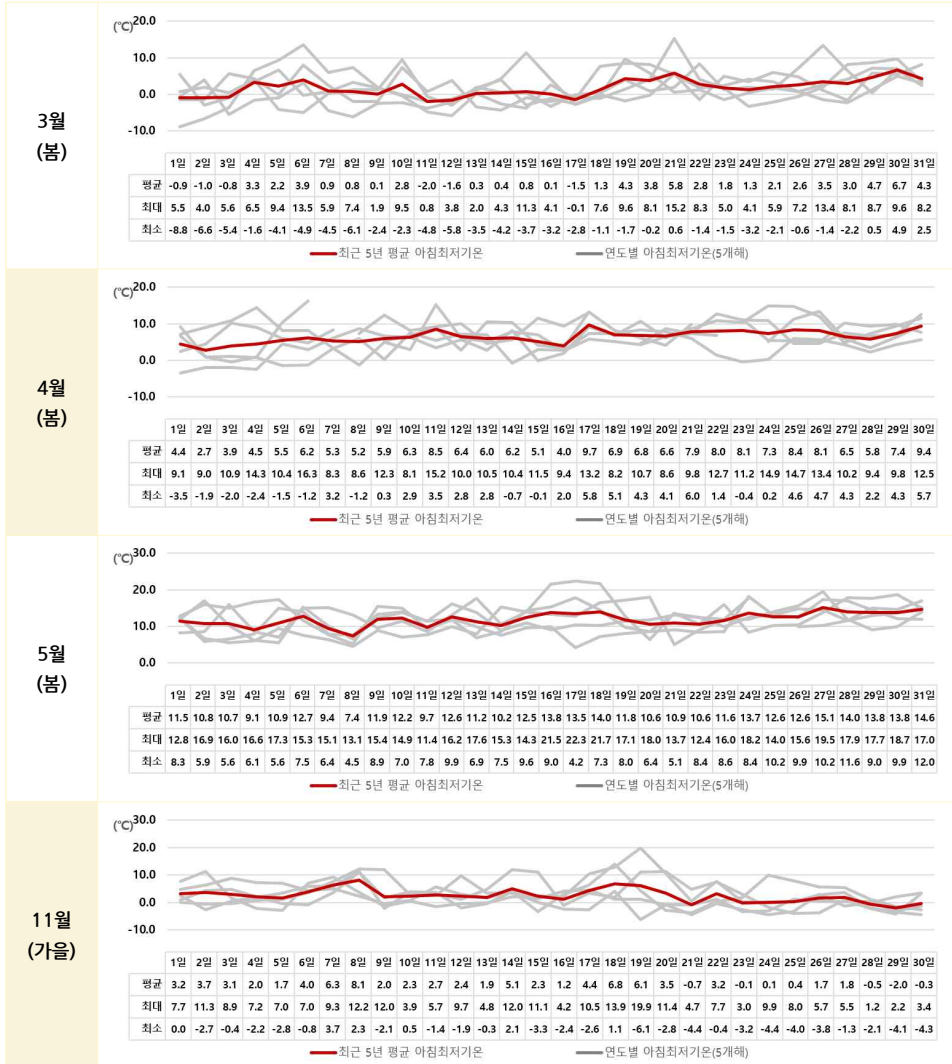 3월
(봄)
(℃)
20.0
10.0
0.0
-10.0
1일 2일 3일 4일 5일 6일 7일 8일 9일 10일 11일 12일 13일 14일 15일 16일 17일 18일 19일 20일 21일 22일 23일 24일 25일 26일 27일 28일 29일 30일 31일
평균 -0.9 -1.0 -0.8 3.3 2.2 3.9 0.9 0.8 0.1 2.8 -2.0 -1.6 0.3 0.4 0.8 0.1 -1.5 1.3 4.3 3.8 5.8 2.8 1.8 1.3 2.1 2.6 3.5 3.0 4.7 6.7 4.3
최대 5.5 4.0 5.6 6.5 9.4 13.5 5.9 7.4 1.9 9.5 0.8 3.8 2.0 4.3 11.3 4.1 -0.1 7.6 9.6 8.1 15.2 8.3 5.0 4.1 5.9 7.2 13.4 8.1 8.7 9.6 8.2
최소 -8.8 -6.6 -5.4 -1.6 -4.1 -4.9 -4.5 -6.1 -2.4 -2.3 -4.8 -5.8 -3.5 -4.2 -3.7 -3.2 -2.8 -1.1 -1.7 -0.2 0.6 -1.4 -1.5 -3.2 -2.1 -0.6 -1.4 -2.2 0.5 4.9 2.5
최근 5년 평균 아침최저기온 연도별 아침최저기온(5개해)
4월
(봄)
(℃)
20.0
10.0
0.0
-10.0
1일 2일 3일 4일 5일 6일 7일 8일 9일 10일 11일 12일 13일 14일 15일 16일 17일 18일 19일 20일 21일 22일 23일 24일 25일 26일 27일 28일 29일 30일
평균 4.4 2.7 3.9 4.5 5.5 6.2 5.3 5.2 5.9 6.3 8.5 6.4 6.0 6.2 5.1 4.0 9.7 6.9 6.8 6.6 7.9 8.0 8.1 7.3 8.4 8.1 6.5 5.8 7.4 9.4
최대 9.1 9.0 10.9 14.3 10.4 16.3 8.3 8.6 12.3 8.1 15.2 10.0 10.5 10.4 11.5 9.4 13.2 8.2 10.7 8.6 9.8 12.7 11.2 14.9 14.7 13.4 10.2 9.4 9.8 12.5
최소 -3.5 -1.9 -2.0 -2.4 -1.5 -1.2 3.2 -1.2 0.3 2.9 3.5 2.8 2.8 -0.7 -0.1 2.0 5.8 5.1 4.3 4.1 6.0 1.4 -0.4 0.2 4.6 4.7 4.3 2.2 4.3 5.7
최근 5년 평균 아침최저기온 연도별 아침최저기온(5개해)
5월
(봄)
(℃)
30.0
20.0
10.0
0.0
1일 2일 3일 4일 5일 6일 7일 8일 9일 10일 11일 12일 13일 14일 15일 16일 17일 18일 19일 20일 21일 22일 23일 24일 25일 26일 27일 28일 29일 30일 31일
평균 11.5 10.8 10.7 9.1 10.9 12.7 9.4 7.4 11.9 12.2 9.7 12.6 11.2 10.2 12.5 13.8 13.5 14.0 11.8 10.6 10.9 10.6 11.6 13.7 12.6 12.6 15.1 14.0 13.8 13.8 14.6
최대 12.8 16.9 16.0 16.6 17.3 15.3 15.1 13.1 15.4 14.9 11.4 16.2 17.6 15.3 14.3 21.5 22.3 21.7 17.1 18.0 13.7 12.4 16.0 18.2 14.0 15.6 19.5 17.9 17.7 18.7 17.0
최소 8.3 5.9 5.6 6.1 5.6 7.5 6.4 4.5 8.9 7.0 7.8 9.9 6.9 7.5 9.6 9.0 4.2 7.3 8.0 6.4 5.1 8.4 8.6 8.4 10.2 9.9 10.2 11.6 9.0 9.9 12.0
최근 5년 평균 아침최저기온 연도별 아침최저기온(5개해)
11월
(가을)
(℃)
30.0
20.0
10.0
0.0
-10.0
1일 2일 3일 4일 5일 6일 7일 8일 9일 10일 11일 12일 13일 14일 15일 16일 17일 18일 19일 20일 21일 22일 23일 24일 25일 26일 27일 28일 29일 30일
평균 3.2 3.7 3.1 2.0 1.7 4.0 6.3 8.1 2.0 2.3 2.7 2.4 1.9 5.1 2.3 1.2 4.4 6.8 6.1 3.5 -0.7 3.2 -0.1 0.1 0.4 1.7 1.8 -0.5 -2.0 -0.3
최대 7.7 11.3 8.9 7.2 7.0 7.0 9.3 12.2 12.0 3.9 5.7 9.7 4.8 12.0 11.1 4.2 10.5 13.9 19.9 11.4 4.7 7.7 3.0 9.9 8.0 5.7 5.5 1.2 2.2 3.4
최소 0.0 -2.7 -0.4 -2.2 -2.8 -0.8 3.7 2.3 -2.1 0.5 -1.4 -1.9 -0.3 2.1 -3.3 -2.4 -2.6 1.1 -6.1 -2.8 -4.4 -0.4 -3.2 -4.4 -4.0 -3.8 -1.3 -2.1 -4.1 -4.3
최근 5년 평균 아침최저기온 연도별 아침최저기온(5개해)